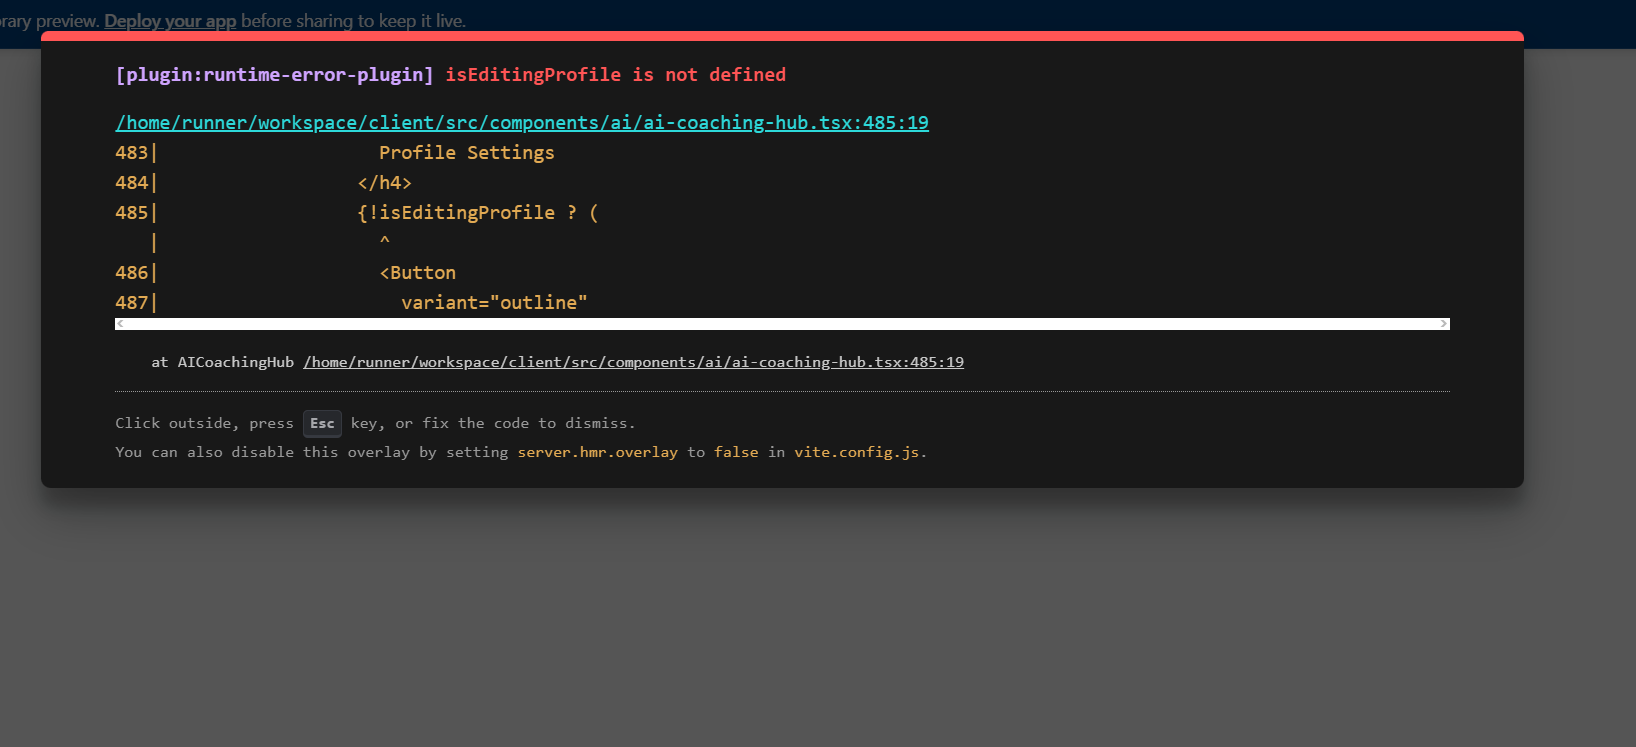 preview. Deploy your app before sharing to keep it live.
[plugin:runtime-error-plugin] isEditingProfile is not defined
/home/runner/workspace/client/src/components/ai/ai-coaching-hub.tsx:485:19
483|                    Profile Settings
484|                  </h4>
485|                  {!isEditingProfile ? (
   |                    ^
486|                    <Button
487|                      variant="outline"
at AICoachingHub /home/runner/workspace/client/src/components/ai/ai-coaching-hub.tsx:485:19
Click outside, press Esc key, or fix the code to dismiss.
You can also disable this overlay by setting server.hmr.overlay to false in vite.config.js.